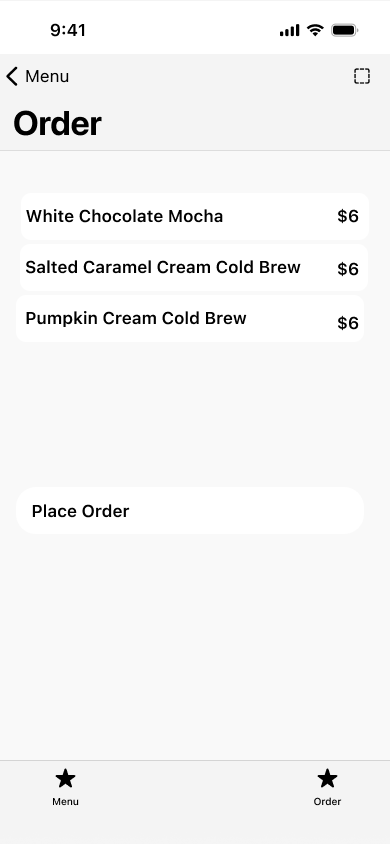 9:41
Menu
Order
White Chocolate Mocha $6
Salted Caramel Cream Cold Brew $6
Pumpkin Cream Cold Brew $6
Place Order
Menu Order